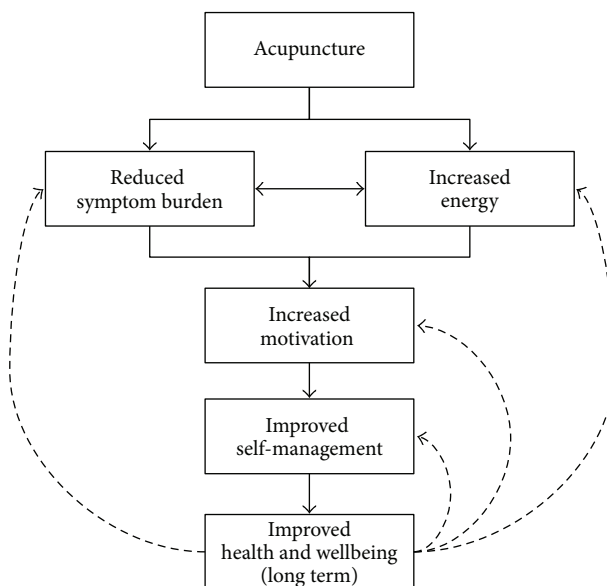 Acupuncture
Reduced
symptom burden
Increased
energy
Increased
motivation
Improved
self-management
Improved
health and wellbeing
(long term)